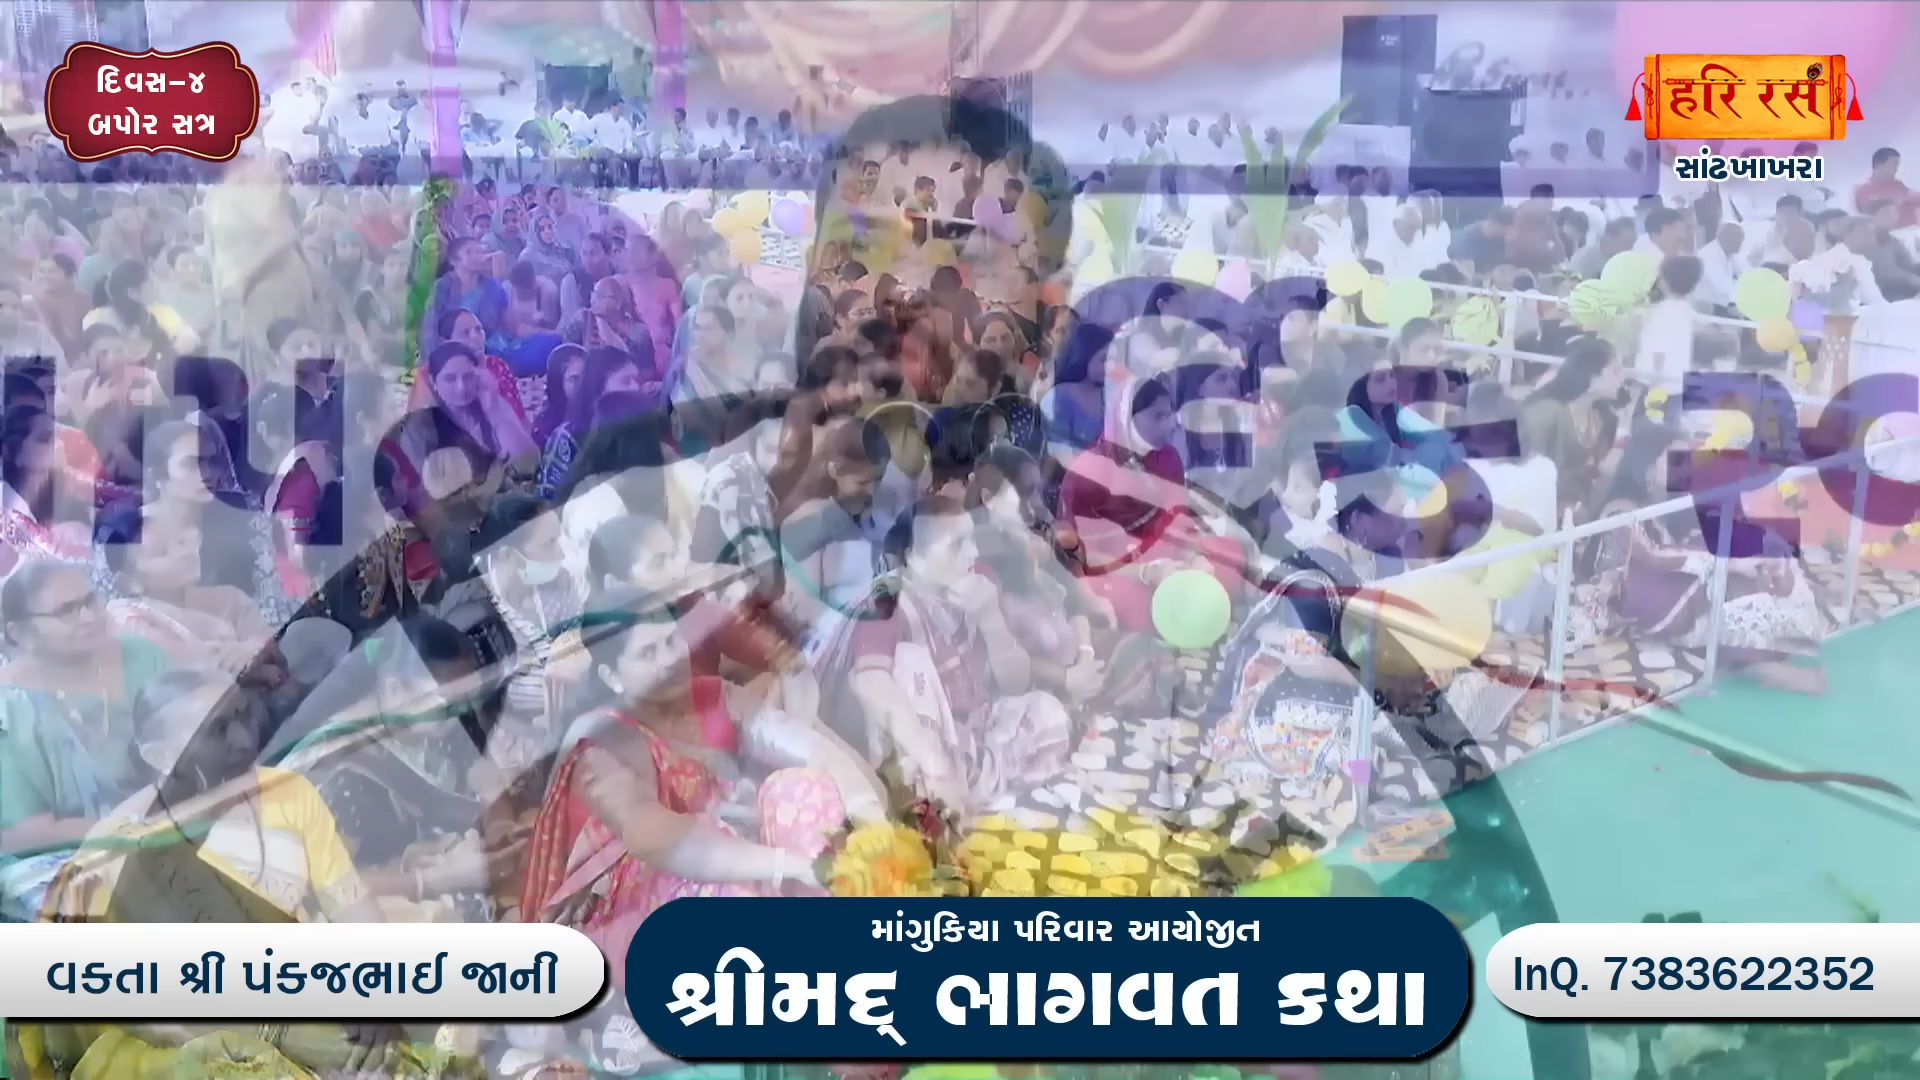 દિવસ-૪
બપોર સત્ર
हरि रस
સાંઢખાખરા
માંગુકિયા પરિવાર આયોજીત
વકતા શ્રી પંકજભાઈ જાની
શ્રીમદ્ ભાગવત કથા
InQ. 7383622352